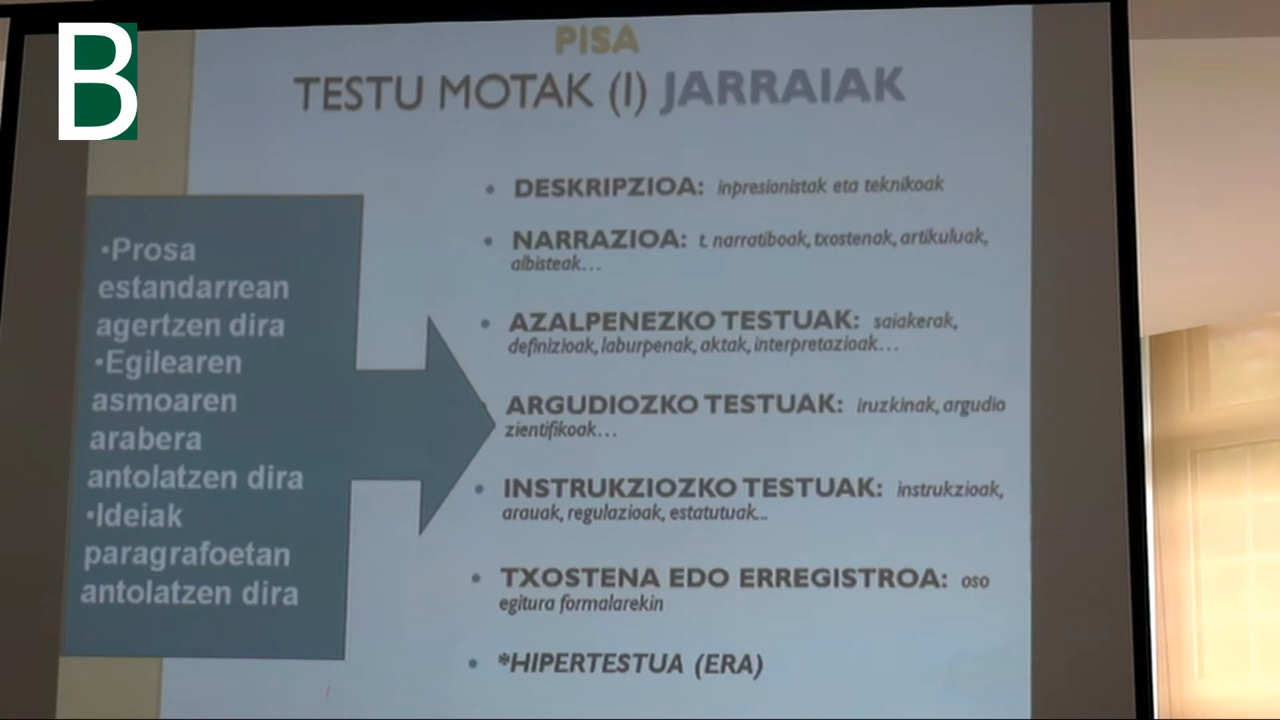 B
PISA
TESTU MOTAK (I) JARRAIAK
•Prosa
estandarrean
agertzen dira
•Egilearen
asmoaren
arabera
antolatzen dira
•Ideiak
paragrafoetan
antolatzen dira
• DESKRIPZIOA: inpresionistak eta teknikoak
• NARRAZIOA: t. narratiboak, txostenak, artikuluak,
albisteak…
• AZALPENEZKO TESTUAK: saiakerak,
definizioak, laburpenak, aktak, interpretazioak…
ARGUDIOZKO TESTUAK: iruzkinak, argudio
zientifikoak…
• INSTRUKZIOZKO TESTUAK: instrukzioak,
arauak, regulazioak, estatutuak...
• TXOSTENA EDO ERREGISTROA: oso
egitura formalarekin
• *HIPERTESTUA (ERA)